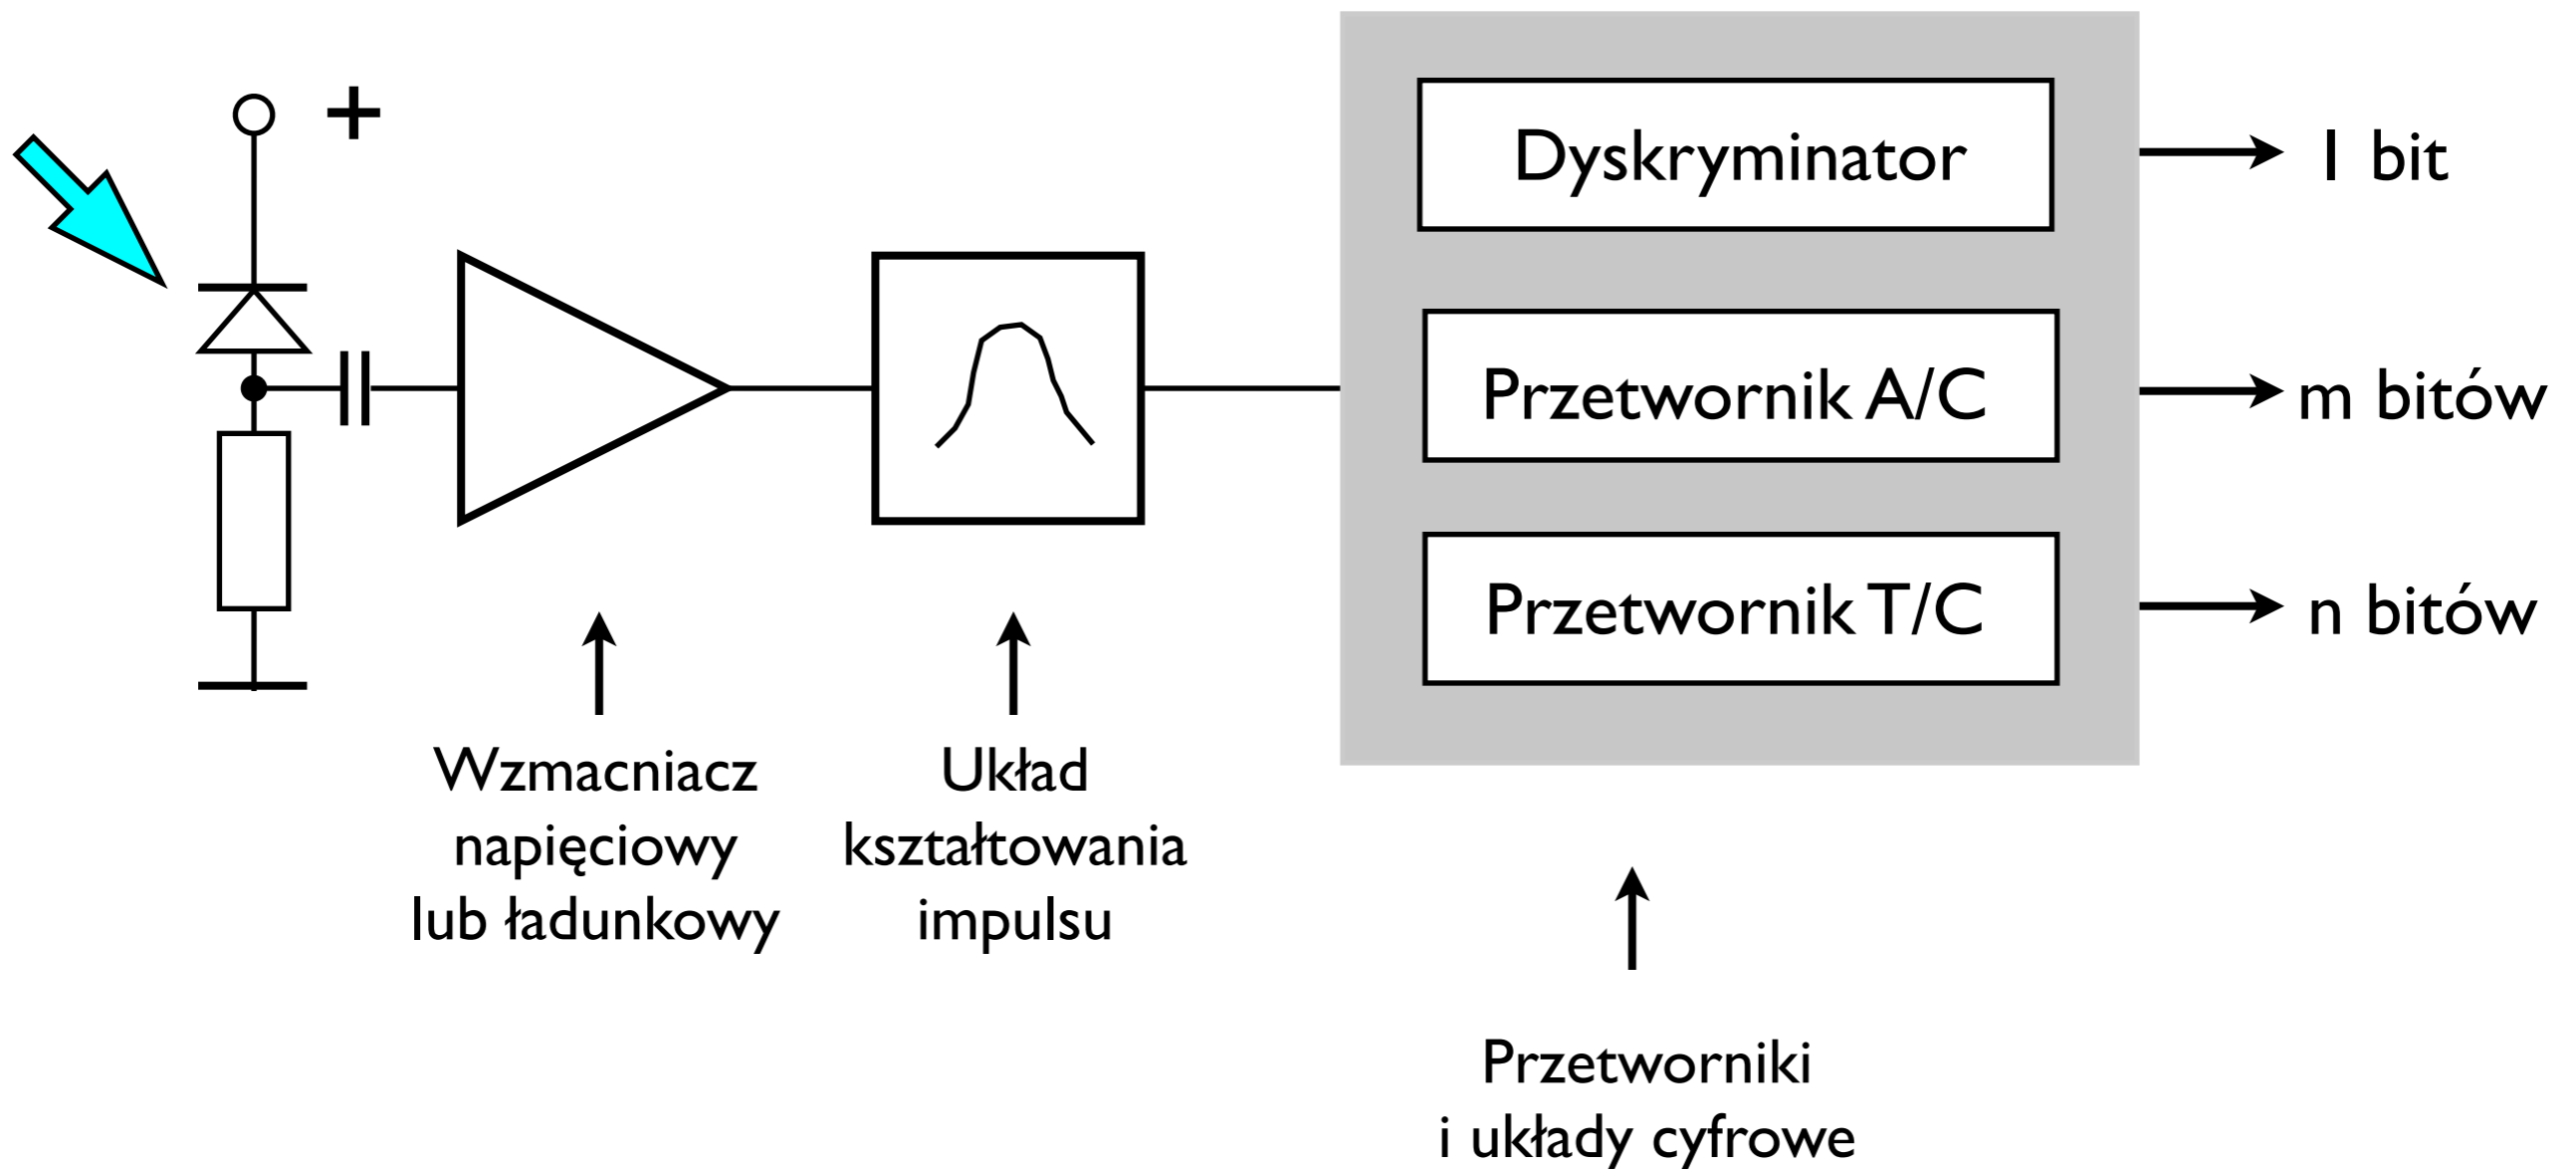 +
Dyskryminator
1 bit
Przetwornik A/C
m bitów
Przetwornik T/C
n bitów
Wzmacniacz
napięciowy
lub ładunkowy
Układ
kształtowania
impulsu
Przetworniki
i układy cyfrowe